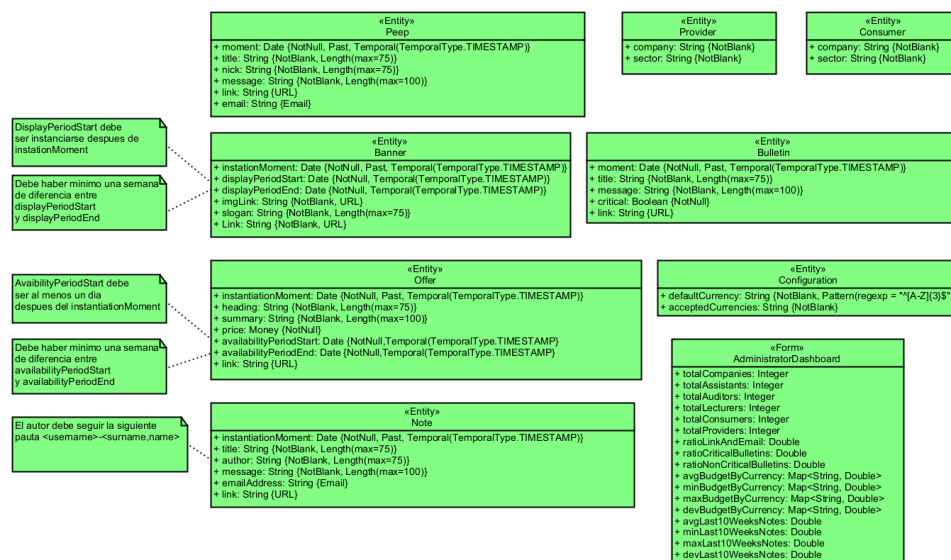 «Entity»
Peep
+ moment: Date {NotNull, Past, Temporal(TemporalType.TIMESTAMP)}
+ title: String {NotBlank, Length(max=75)}
+ nick: String {NotBlank, Length(max=75)}
+ message: String {NotBlank, Length(max=100)}
+ link: String {URL}
+ email: String {Email}
«Entity»
Provider
+ company: String {NotBlank}
+ sector: String {NotBlank}
«Entity»
Consumer
+ company: String {NotBlank}
+ sector: String {NotBlank}
DisplayPeriodStart debe
ser instanciarse despues de
instationMoment
Debe haber minimo una semana
de diferencia entre
displayPeriodStart
y displayPeriodEnd
«Entity»
Banner
+ instationMoment: Date {NotNull, Past, Temporal(TemporalType.TIMESTAMP)}
+ displayPeriodStart: Date {NotNull, Temporal(TemporalType.TIMESTAMP)}
+ displayPeriodEnd: Date {NotNull, Temporal(TemporalType.TIMESTAMP)}
+ imgLink: String {NotBlank, URL}
+ slogan: String {NotBlank, Length(max=75)}
+ Link: String {NotBlank, URL}
«Entity»
Bulletin
+ moment: Date {NotNull, Past, Temporal(TemporalType.TIMESTAMP)}
+ title: String {NotBlank, Length(max=75)}
+ message: String {NotBlank, Length(max=100)}
+ critical: Boolean {NotNull}
+ link: String {URL}
AvaibilityPeriodStart debe
ser al menos un dia
despues del instantiationMoment
Debe haber minimo una semana
de diferencia entre
availabilityPeriodStart
y availabilityPeriodEnd
«Entity»
Offer
+ instantiationMoment: Date {NotNull, Past, Temporal(TemporalType.TIMESTAMP)}
+ heading: String {NotBlank, Length(max=75)}
+ summary: String {NotBlank, Length(max=100)}
+ price: Money {NotNull}
+ availabilityPeriodStart: Date {NotNull,Temporal(TemporalType.TIMESTAMP}
+ availabilityPeriodEnd: Date {NotNull,Temporal(TemporalType.TIMESTAMP}
+ link: String {URL}
«Entity»
Configuration
+ defaultCurrency: String {NotBlank, Pattern(regexp = "^[A-Z]{3}$"
+ acceptedCurrencies: String {NotBlank}
El autor debe seguir la siguiente
pauta <username>-<surname,name>
«Entity»
Note
+ instantiationMoment: Date {NotNull, Past, Temporal(TemporalType.TIMESTAMP)}
+ title: String {NotBlank, Length(max=75)}
+ author: String {NotBlank, Length(max=75)}
+ message: String {NotBlank, Length(max=100)}
+ emailAddress: String {Email}
+ link: String {URL}
«Form»
AdministratorDashboard
+ totalCompanies: Integer
+ totalAssistants: Integer
+ totalAuditors: Integer
+ totalLecturers: Integer
+ totalConsumers: Integer
+ totalProviders: Integer
+ ratioLinkAndEmail: Double
+ ratioCriticalBulletins: Double
+ ratioNonCriticalBulletins: Double
+ avgBudgetByCurrency: Map<String, Double>
+ minBudgetByCurrency: Map<String, Double>
+ maxBudgetByCurrency: Map<String, Double>
+ devBudgetByCurrency: Map<String, Double>
+ avgLast10WeeksNotes: Double
+ minLast10WeeksNotes: Double
+ maxLast10WeeksNotes: Double
+ devLast10WeeksNotes: Double